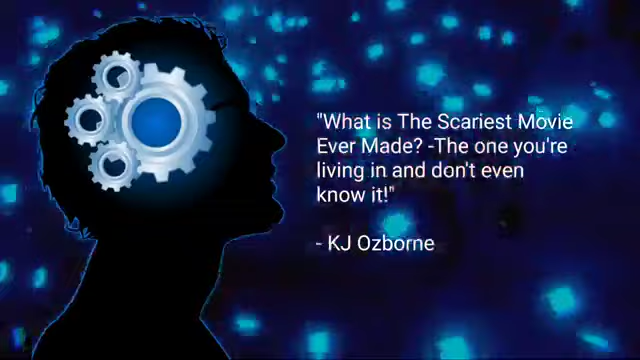 "What is The Scariest Movie
Ever Made? -The one you're
living in and don't even
know it!"
- KJ Ozborne